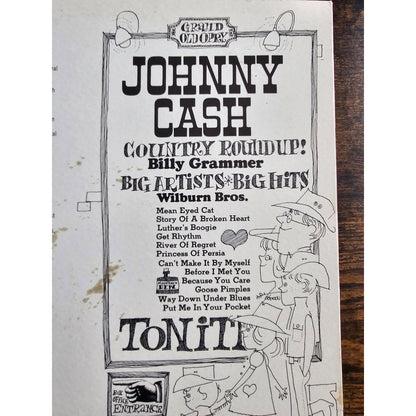 GRAND
OLD OPRY
JOHNNY
CASH
COUNTRY ROUNDUP!
Billy Grammer
BIG ARTISTS*BIG HITS
Wilburn Bros.
Mean Eyed Cat
Story Of A Broken Heart
Luther's Boogie
Get Rhythm
River Of Regret
Princess Of Persia
Can't Make It By Myself
Before I Met You
Because You Care
Goose Pimples
Way Down Under Blues
Put Me In Your Pocket
TONIT
BOX
OFFICE
ENTRANCE